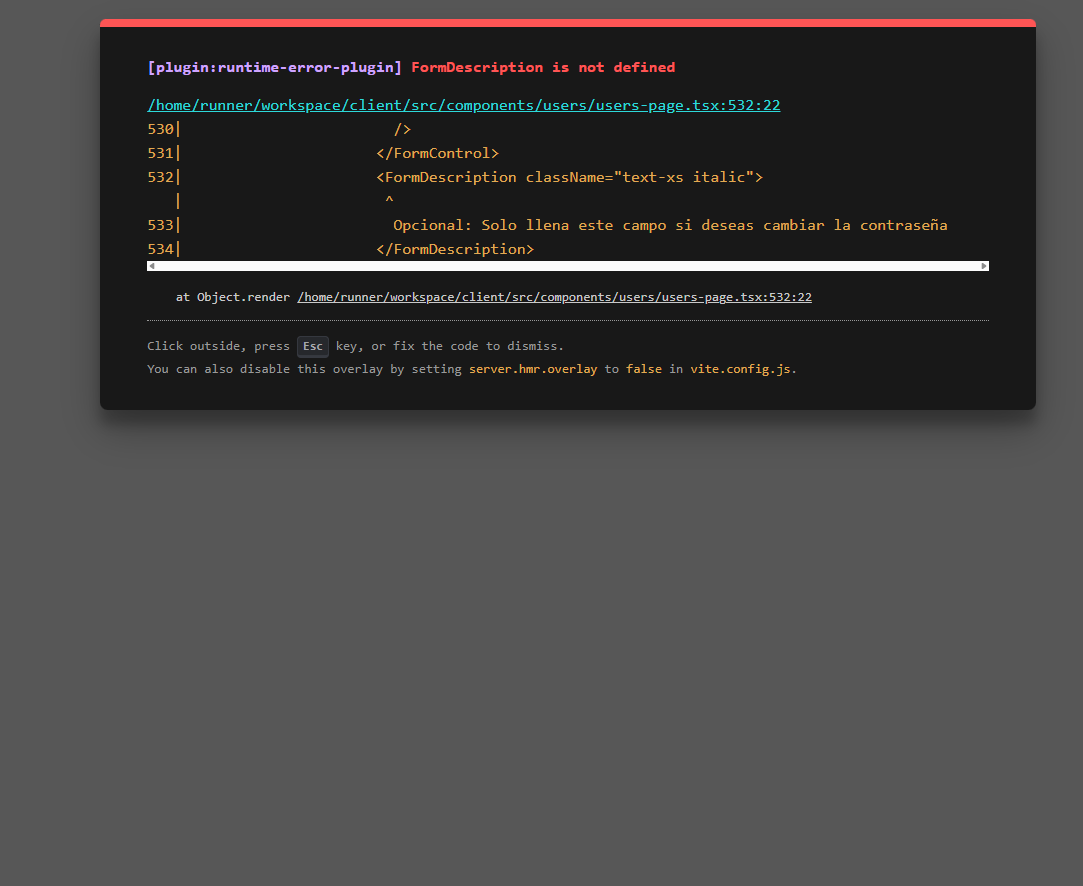 [plugin:runtime-error-plugin] FormDescription is not defined
/home/runner/workspace/client/src/components/users/users-page.tsx:532:22
530|                        />
531|                      </FormControl>
532|                      <FormDescription className="text-xs italic">
   |                       ^
533|                        Opcional: Solo llena este campo si deseas cambiar la contraseña
534|                      </FormDescription>
at Object.render /home/runner/workspace/client/src/components/users/users-page.tsx:532:22
Click outside, press Esc key, or fix the code to dismiss.
You can also disable this overlay by setting server.hmr.overlay to false in vite.config.js.